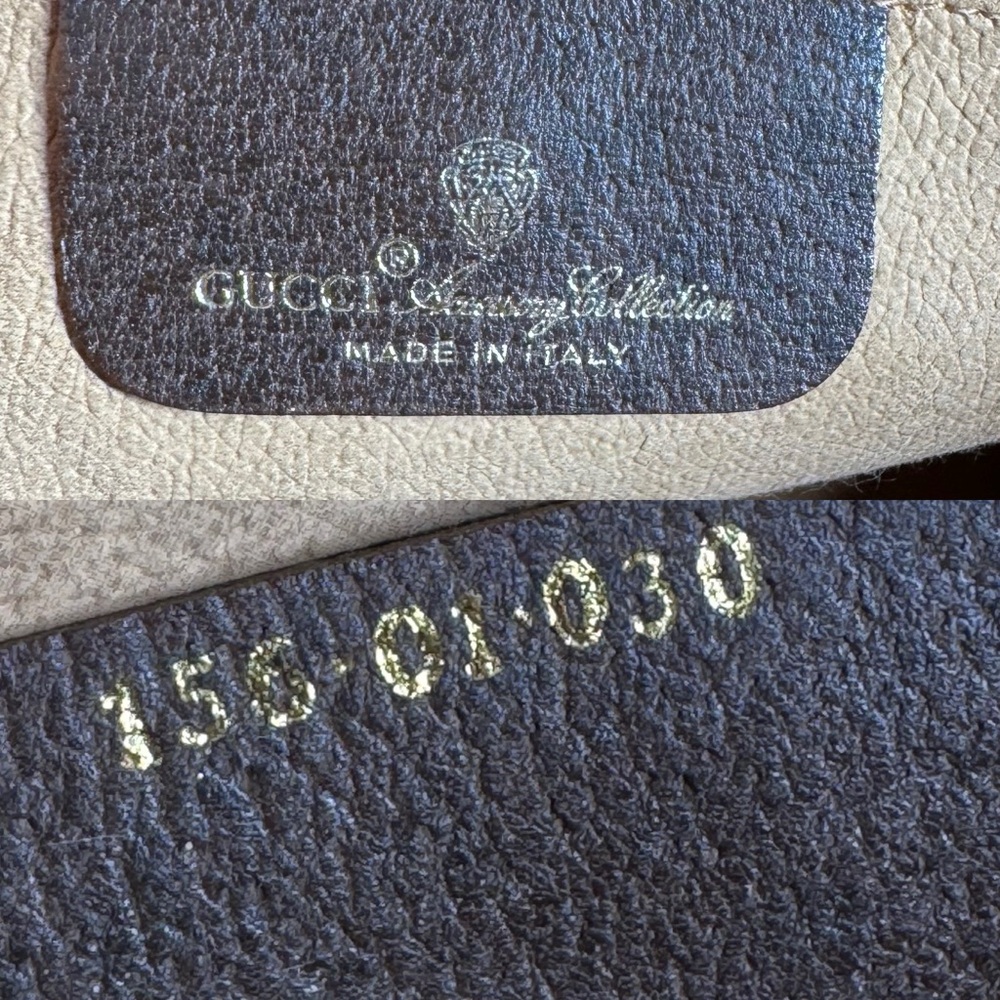 GUCCI® Accessory Collection
MADE IN ITALY
156·01·030